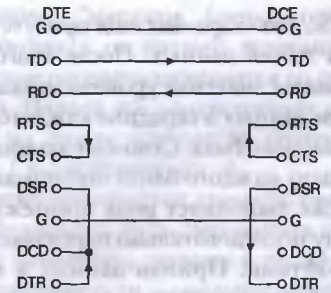 DTE DCE
G G
TD TD
RD RD
RTS RTS
CTS CTS
DSR DSR
G G
DCD DCD
DTR DTR